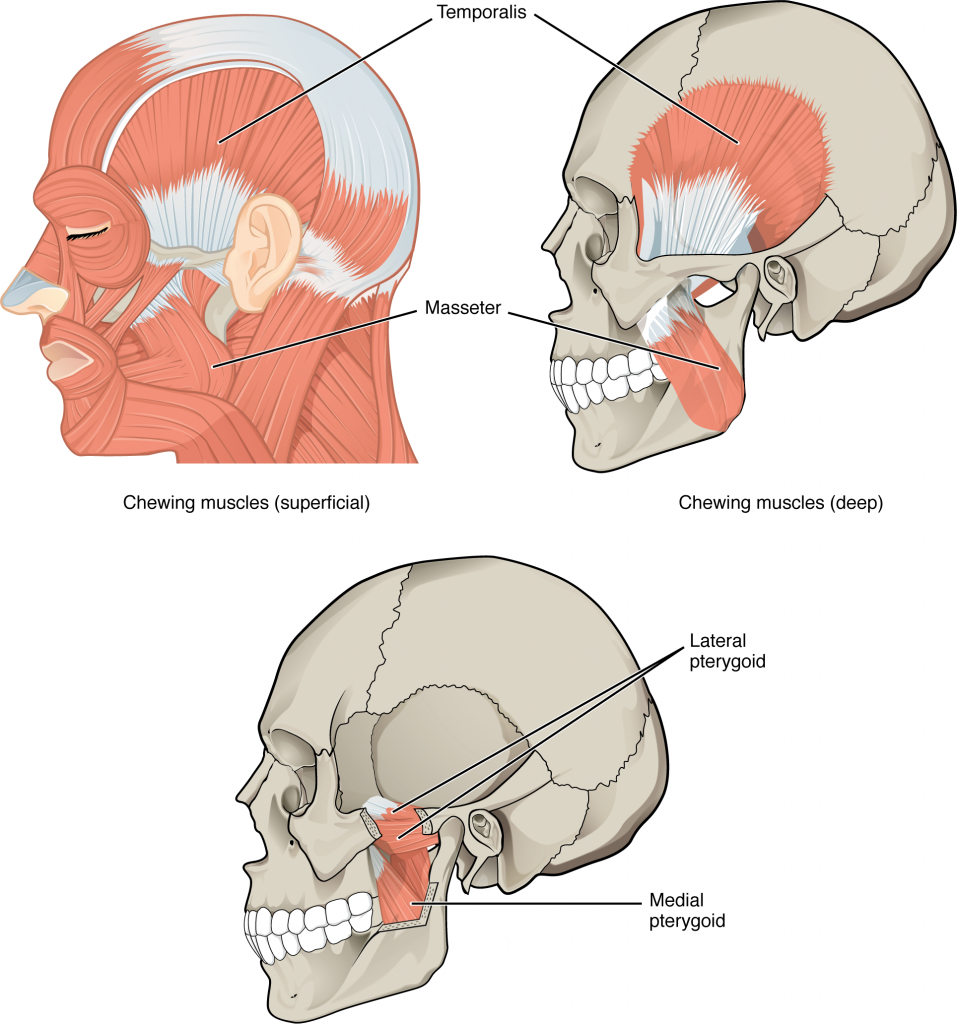 Temporalis
Masseter
Chewing muscles (superficial)
Chewing muscles (deep)
Lateral
pterygoid
Medial
pterygoid